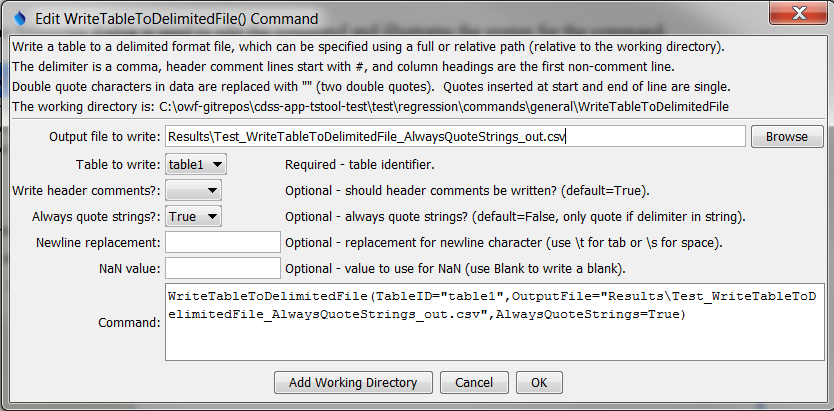 Edit WriteTableToDelimitedFile() Command
Write a table to a delimited format file, which can be specified using a full or relative path (relative to the working directory).
The delimiter is a comma, header comment lines start with #, and column headings are the first non-comment line.
Double quote characters in data are replaced with "" (two double quotes).  Quotes inserted at start and end of line are single.
The working directory is: C:\owf-gitrepos\cdss-app-tstool-test\test\regression\commands\general\WriteTableToDelimitedFile
Output file to write: Results\Test_WriteTableToDelimitedFile_AlwaysQuoteStrings_out.csv Browse
Table to write: table1 Required - table identifier.
Write header comments?: Optional - should header comments be written? (default=True).
Always quote strings?: True Optional - always quote strings? (default=False, only quote if delimiter in string).
Newline replacement: Optional - replacement for newline character (use \t for tab or \s for space).
NaN value: Optional - value to use for NaN (use Blank to write a blank).
Command: WriteTableToDelimitedFile(TableID="table1",OutputFile="Results\Test_WriteTableToD
elimitedFile_AlwaysQuoteStrings_out.csv",AlwaysQuoteStrings=True)
Add Working Directory Cancel OK